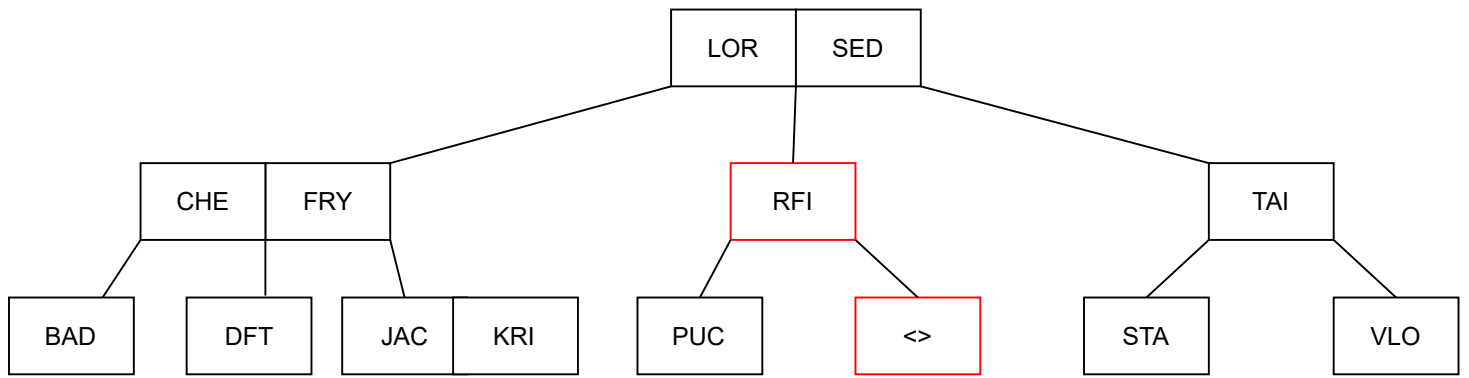 LOR SED
CHE FRY RFI TAI
BAD DFT JAC KRI PUC <> STA VLO